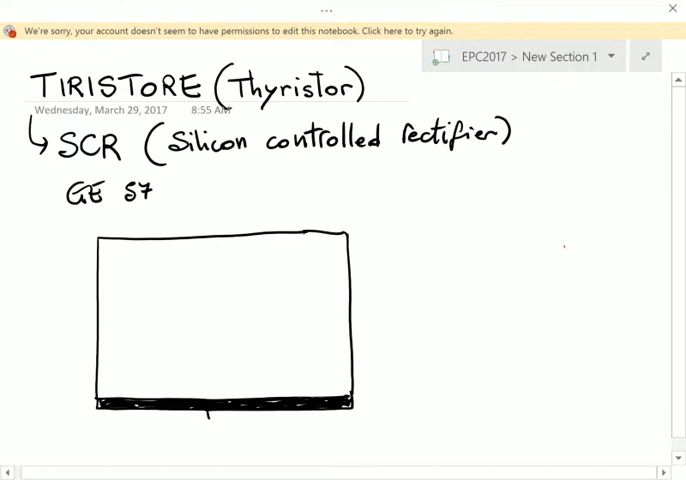 We're sorry, your account doesn't seem to have permissions to edit this notebook. Click here to try again.
EPC2017 > New Section 1
TIRISTORE (Thyristor)
Wednesday, March 29, 2017 8:55 AM
SCR (Silicon controlled rectifier)
GE 57